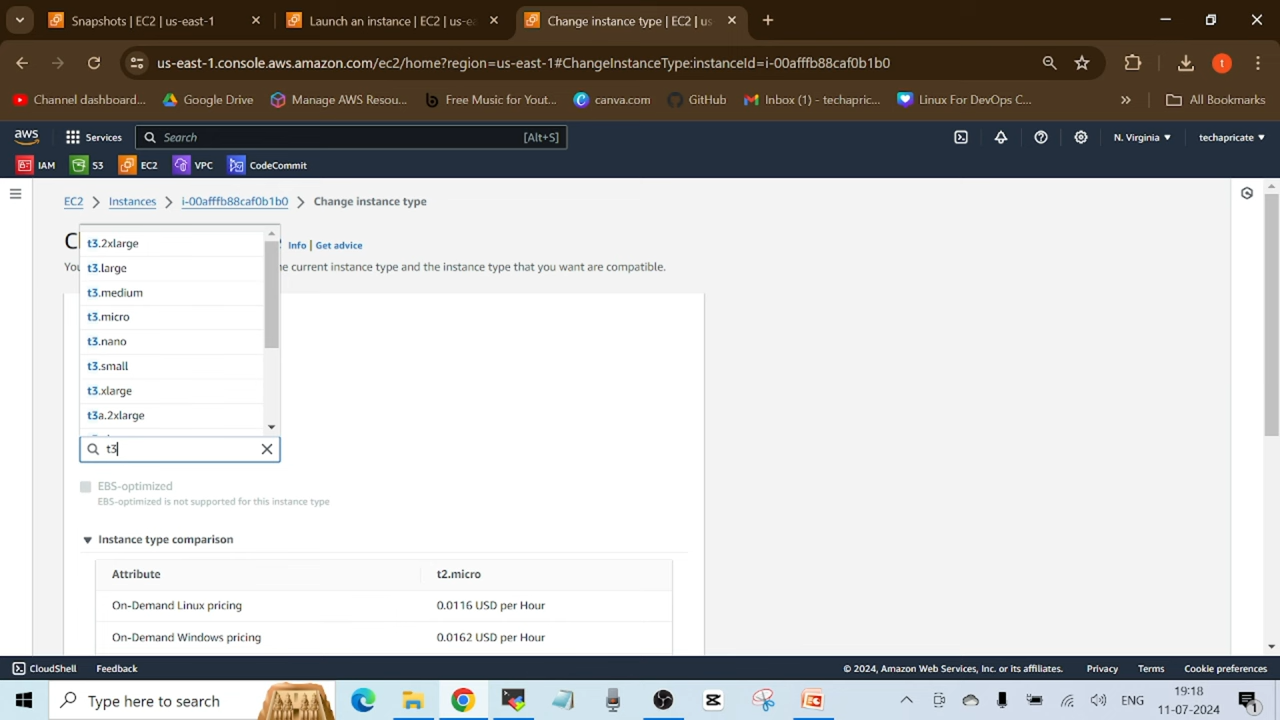 Snapshots | EC2 | us-east-1
Launch an instance | EC2 | us-ea
Change instance type | EC2 | us
us-east-1.console.aws.amazon.com/ec2/home?region=us-east-1#ChangeInstanceType:instanceId=i-00afffb88caf0b1b0
t
Channel dashboard...
Google Drive
Manage AWS Resou...
Free Music for Yout...
canva.com
GitHub
Inbox (1) - techapric...
Linux For DevOps C...
»
All Bookmarks
aws
Services
Search
[Alt+S]
N. Virginia
techapricate
IAM
S3
EC2
VPC
CodeCommit
EC2 > Instances > i-00afffb88caf0b1b0 > Change instance type
C
Info | Get advice
You
e current instance type and the instance type that you want are compatible.
t3.2xlarge
t3.large
t3.medium
t3.micro
t3.nano
t3.small
t3.xlarge
t3a.2xlarge
t3
EBS-optimized
EBS-optimized is not supported for this instance type
Instance type comparison
Attribute
t2.micro
On-Demand Linux pricing
0.0116 USD per Hour
On-Demand Windows pricing
0.0162 USD per Hour
CloudShell
Feedback
© 2024, Amazon Web Services, Inc. or its affiliates.
Privacy
Terms
Cookie preferences
Type here to search
ENG
19:18
11-07-2024
1